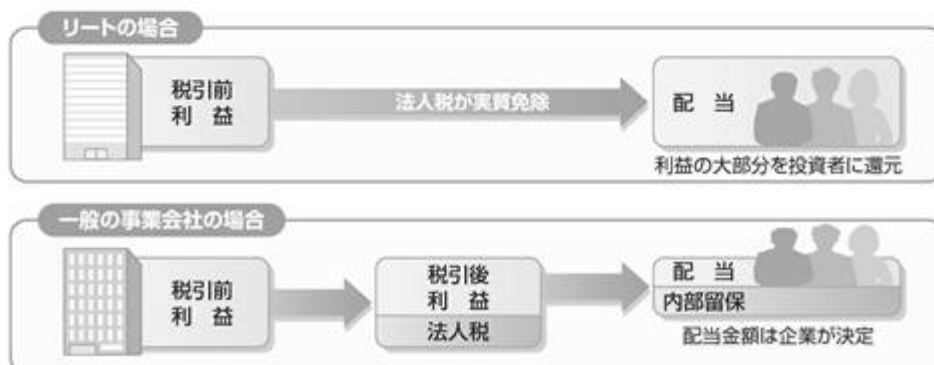 リートの場合
税引前
利　益
法人税が実質免除
配　当
利益の大部分を投資者に還元
一般の事業会社の場合
税引前
利　益
税引後
利　益
法人税
配　当
内部留保
配当金額は企業が決定